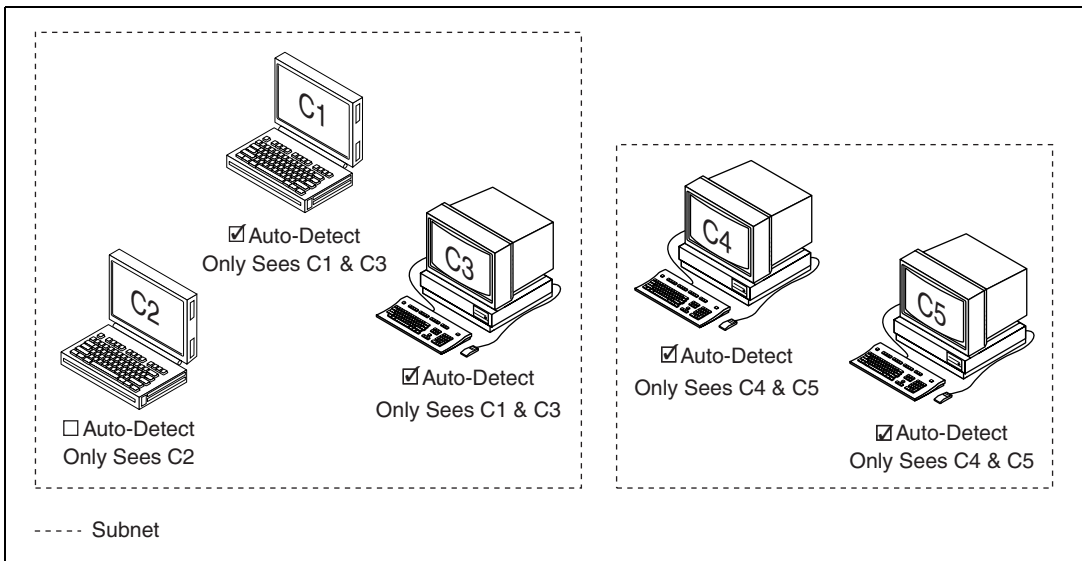 C1
☑ Auto-Detect
Only Sees C1 & C3
C2
☐ Auto-Detect
Only Sees C2
C3
☑ Auto-Detect
Only Sees C1 & C3
C4
☑ Auto-Detect
Only Sees C4 & C5
C5
☑ Auto-Detect
Only Sees C4 & C5
Subnet